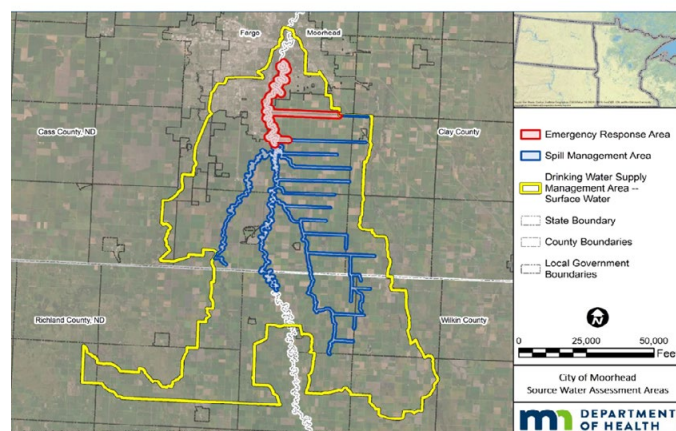 Fargo
Moorhead
Cass County, ND
Clay County
Richland County, ND
Wilkin County
Emergency Response Area
Spill Management Area
Drinking Water Supply
Management Area --
Surface Water
State Boundary
County Boundaries
Local Government
Boundaries
N
0 25,000 50,000
Feet
City of Moorhead
Source Water Assessment Areas
mn DEPARTMENT
OF HEALTH